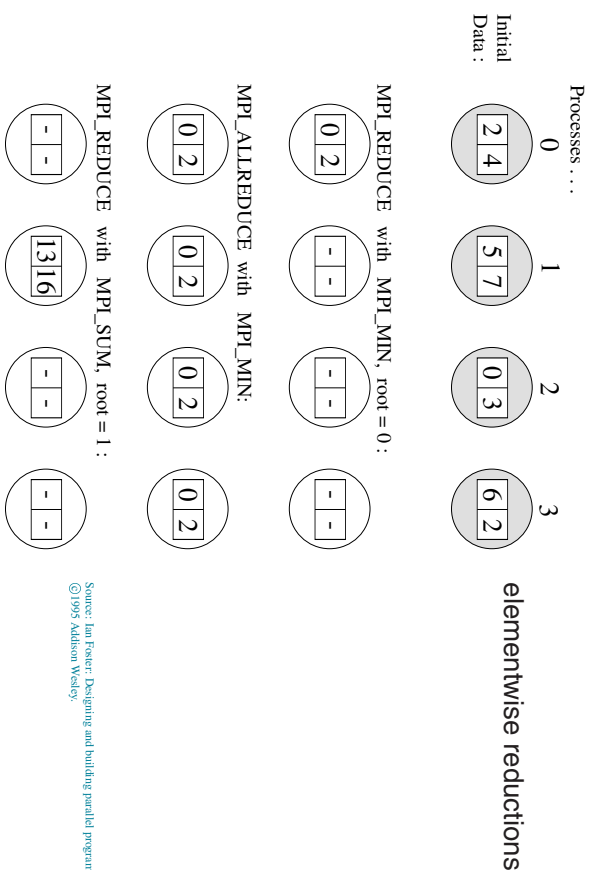 Processes . . .
0 1 2 3
Initial
Data :
2 4 5 7 0 3 6 2
elementwise reductions
MPI_REDUCE with MPI_MIN, root = 0 :
0 2 - - - - - -
MPI_ALLREDUCE with MPI_MIN:
0 2 0 2 0 2 0 2
MPI_REDUCE with MPI_SUM, root = 1 :
- - 13 16 - - - -
Source: Ian Foster: Designing and building parallel program
©1995 Addison Wesley.